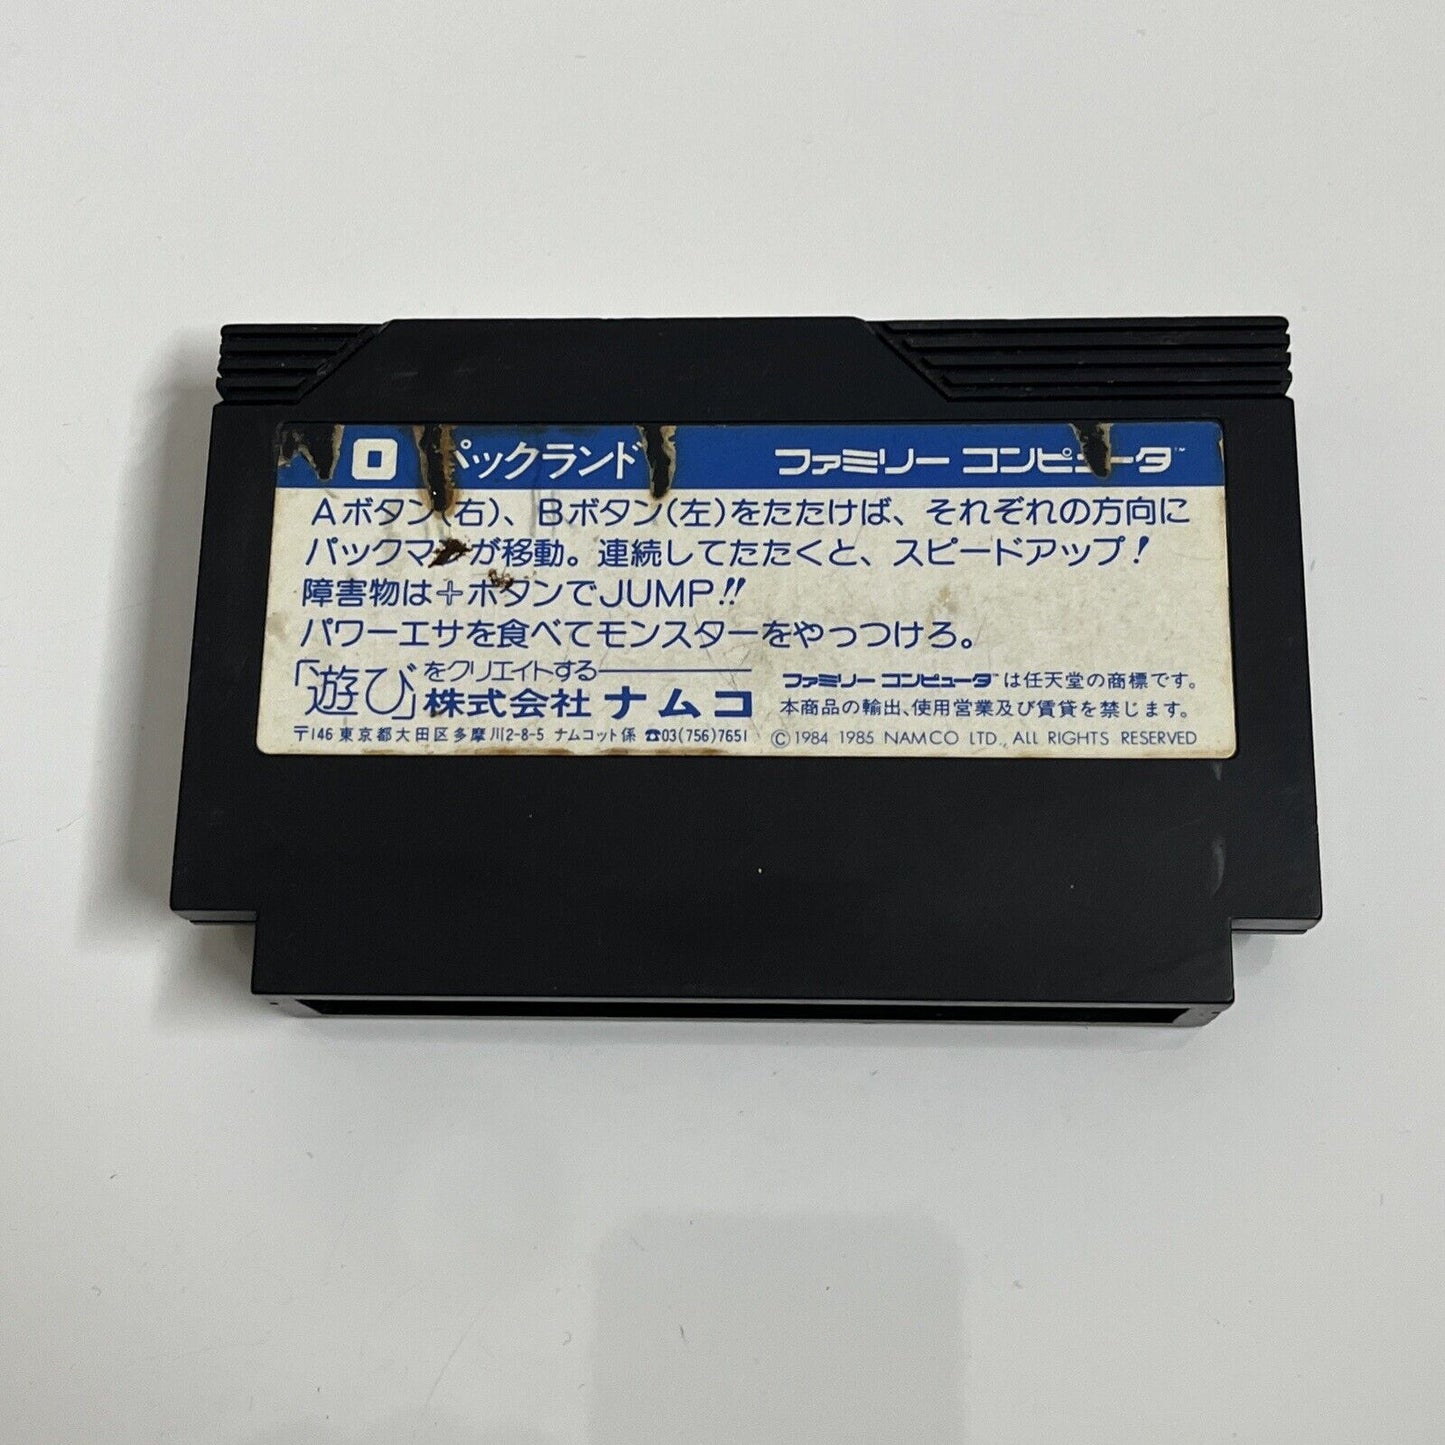 パックランド
ファミリー コンピュータ™
Aボタン(右)、Bボタン(左)をたたけば、それぞれの方向に
パックマンが移動。連続してたたくと、スピードアップ!
障害物は+ボタンでJUMP!!
パワーエサを食べてモンスターをやっつけろ。
「遊び」をクリエイトする
株式会社ナムコ
〒146 東京都大田区多摩川2-8-5 ナムコット係 ☎03(756)7651
ファミリー コンピュータ™は任天堂の商標です。
本商品の輸出、使用営業及び賃貸を禁じます。
©1984 1985 NAMCO LTD., ALL RIGHTS RESERVED